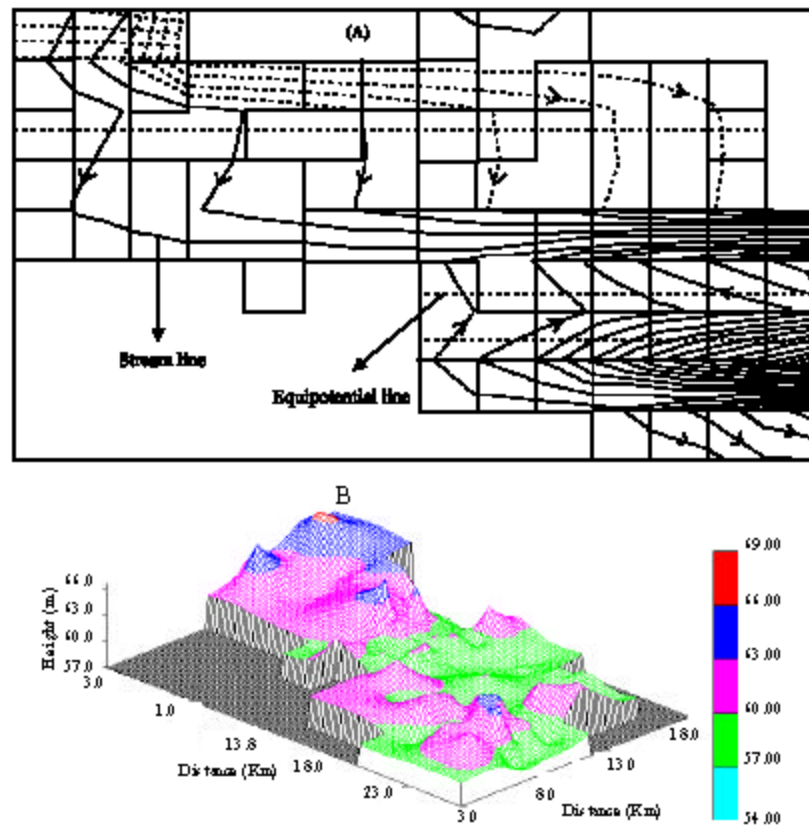 (A)
Stream line
Equipotential line
B
69.00
66.00
63.00
60.00
57.00
54.00
Height (m)
66.0
63.0
60.0
57.0
3.0
1.0
13.8
18.0
23.0
Distance (Km)
3.0
8.0
13.0
18.0
Distance (Km)